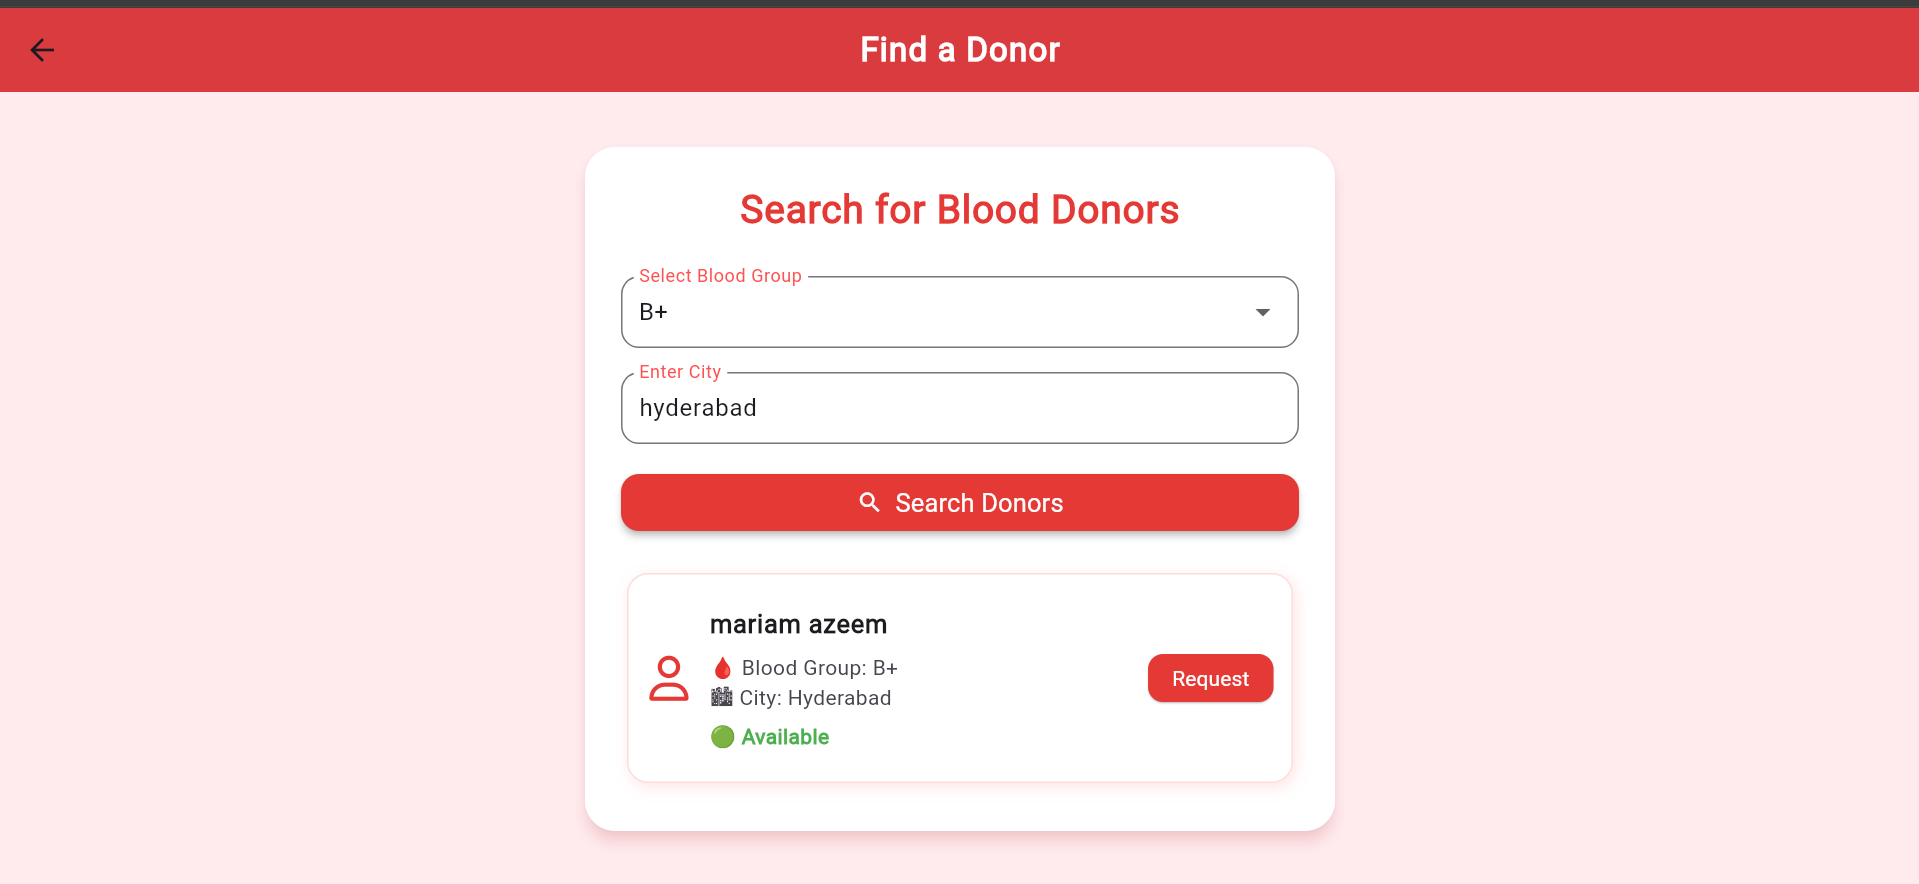 Find a Donor
Search for Blood Donors
Select Blood Group
B+
Enter City
hyderabad
Search Donors
mariam azeem
Blood Group: B+
City: Hyderabad
Request
Available